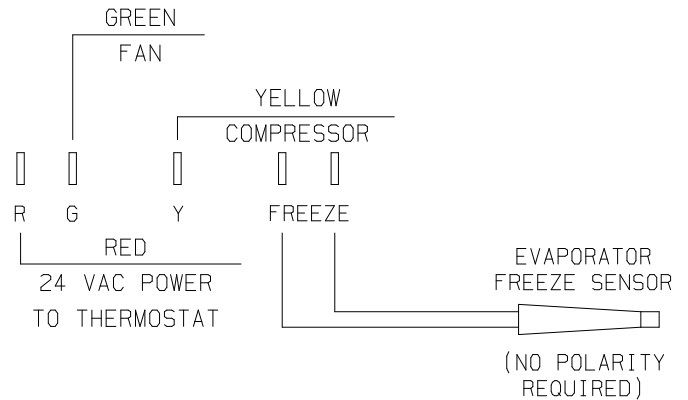 GREEN
FAN
YELLOW
COMPRESSOR
R G Y FREEZE
RED
24 VAC POWER
TO THERMOSTAT
EVAPORATOR
FREEZE SENSOR
(NO POLARITY
REQUIRED)